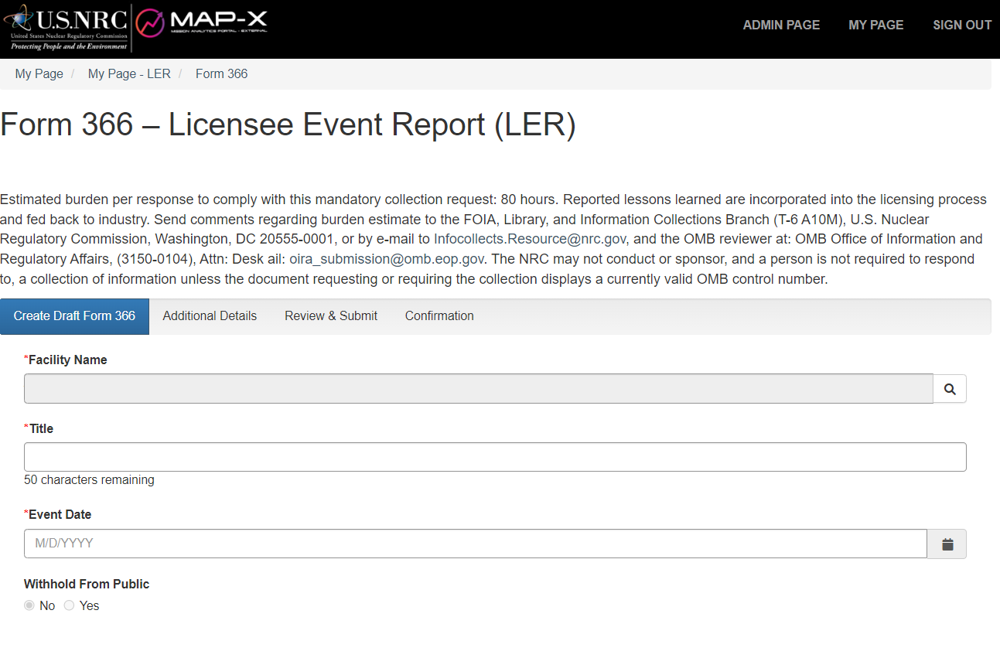 U.S.NRC
United States Nuclear Regulatory Commission
Protecting People and the Environment
MAP-X
MISSION ANALYTICS PORTAL - EXTERNAL
ADMIN PAGE MY PAGE SIGN OUT
My Page / My Page - LER / Form 366
Form 366 – Licensee Event Report (LER)
Estimated burden per response to comply with this mandatory collection request: 80 hours. Reported lessons learned are incorporated into the licensing process
and fed back to industry. Send comments regarding burden estimate to the FOIA, Library, and Information Collections Branch (T-6 A10M), U.S. Nuclear
Regulatory Commission, Washington, DC 20555-0001, or by e-mail to Infocollects.Resource@nrc.gov, and the OMB reviewer at: OMB Office of Information and
Regulatory Affairs, (3150-0104), Attn: Desk ail: oira_submission@omb.eop.gov. The NRC may not conduct or sponsor, and a person is not required to respond
to, a collection of information unless the document requesting or requiring the collection displays a currently valid OMB control number.
Create Draft Form 366 Additional Details Review & Submit Confirmation
*Facility Name
*Title
50 characters remaining
*Event Date
M/D/YYYY
Withhold From Public
No Yes